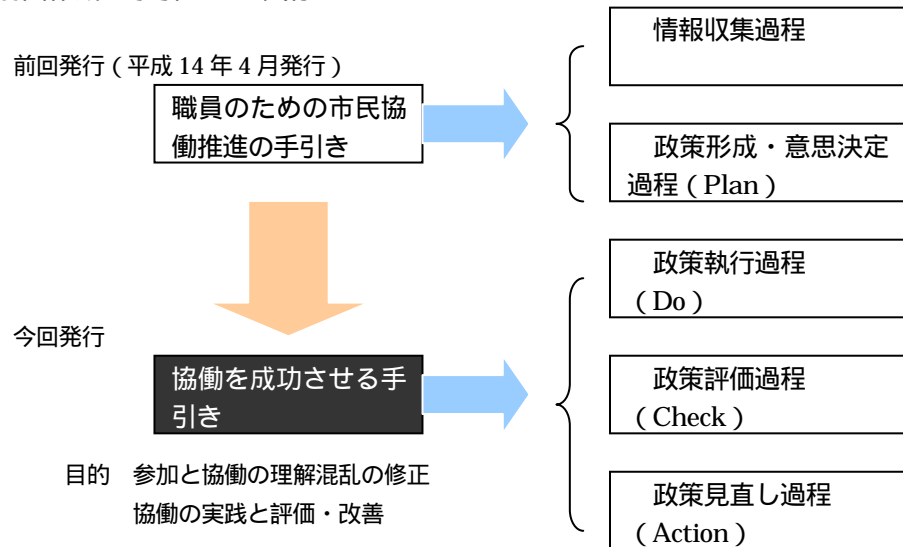 情報収集過程
前回発行(平成14年4月発行)
職員のための市民協
働推進の手引き
政策形成・意思決定
過程(Plan)
政策執行過程
(Do)
今回発行
協働を成功させる手
引き
政策評価過程
(Check)
目的 参加と協働の理解混乱の修正
協働の実践と評価・改善
政策見直し過程
(Action)